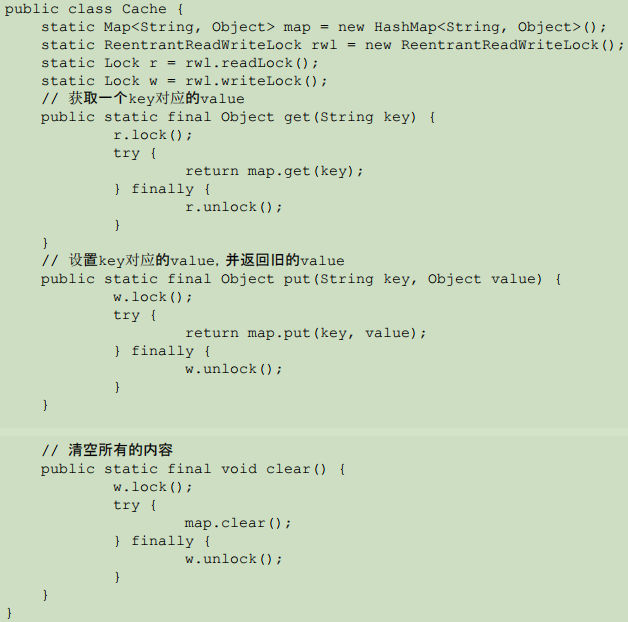 public class Cache {
    static Map<String, Object> map = new HashMap<String, Object>();
    static ReentrantReadWriteLock rwl = new ReentrantReadWriteLock();
    static Lock r = rwl.readLock();
    static Lock w = rwl.writeLock();
    // 获取一个key对应的value
    public static final Object get(String key) {
            r.lock();
            try {
                    return map.get(key);
            } finally {
                    r.unlock();
            }
    }
    // 设置key对应的value,并返回旧的value
    public static final Object put(String key, Object value) {
            w.lock();
            try {
                    return map.put(key, value);
            } finally {
                    w.unlock();
            }
    }
    // 清空所有的内容
    public static final void clear() {
            w.lock();
            try {
                    map.clear();
            } finally {
                    w.unlock();
            }
    }
}